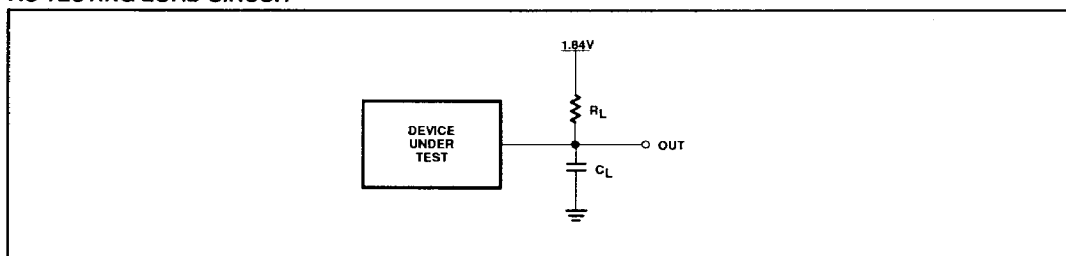 1.84V
RL
DEVICE
UNDER
TEST
OUT
CL